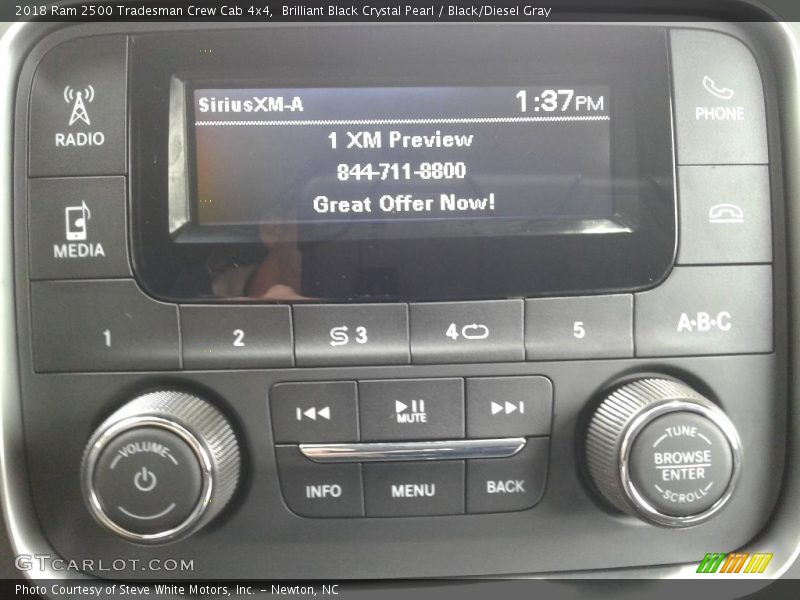 2018 Ram 2500 Tradesman Crew Cab 4x4,  Brilliant Black Crystal Pearl / Black/Diesel Gray
SiriusXM-A 1:37PM
1 XM Preview
844-711-8800
Great Offer Now!
RADIO
PHONE
MEDIA
1 2 3 4 5 A·B·C
VOLUME
MUTE
INFO MENU BACK
TUNE
BROWSE
ENTER
SCROLL
GTCARLOT.COM
Photo Courtesy of Steve White Motors, Inc. – Newton, NC